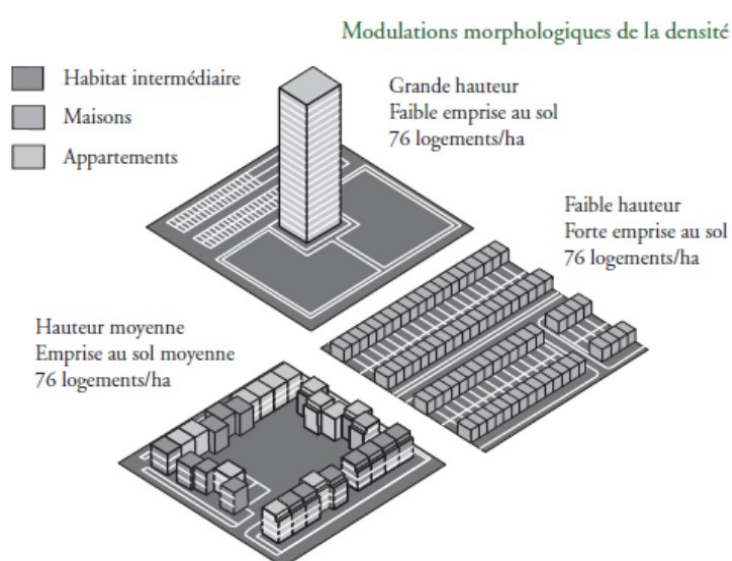 Modulations morphologiques de la densité
Habitat intermédiaire
Maisons
Appartements
Grande hauteur
Faible emprise au sol
76 logements/ha
Faible hauteur
Forte emprise au sol
76 logements/ha
Hauteur moyenne
Emprise au sol moyenne
76 logements/ha